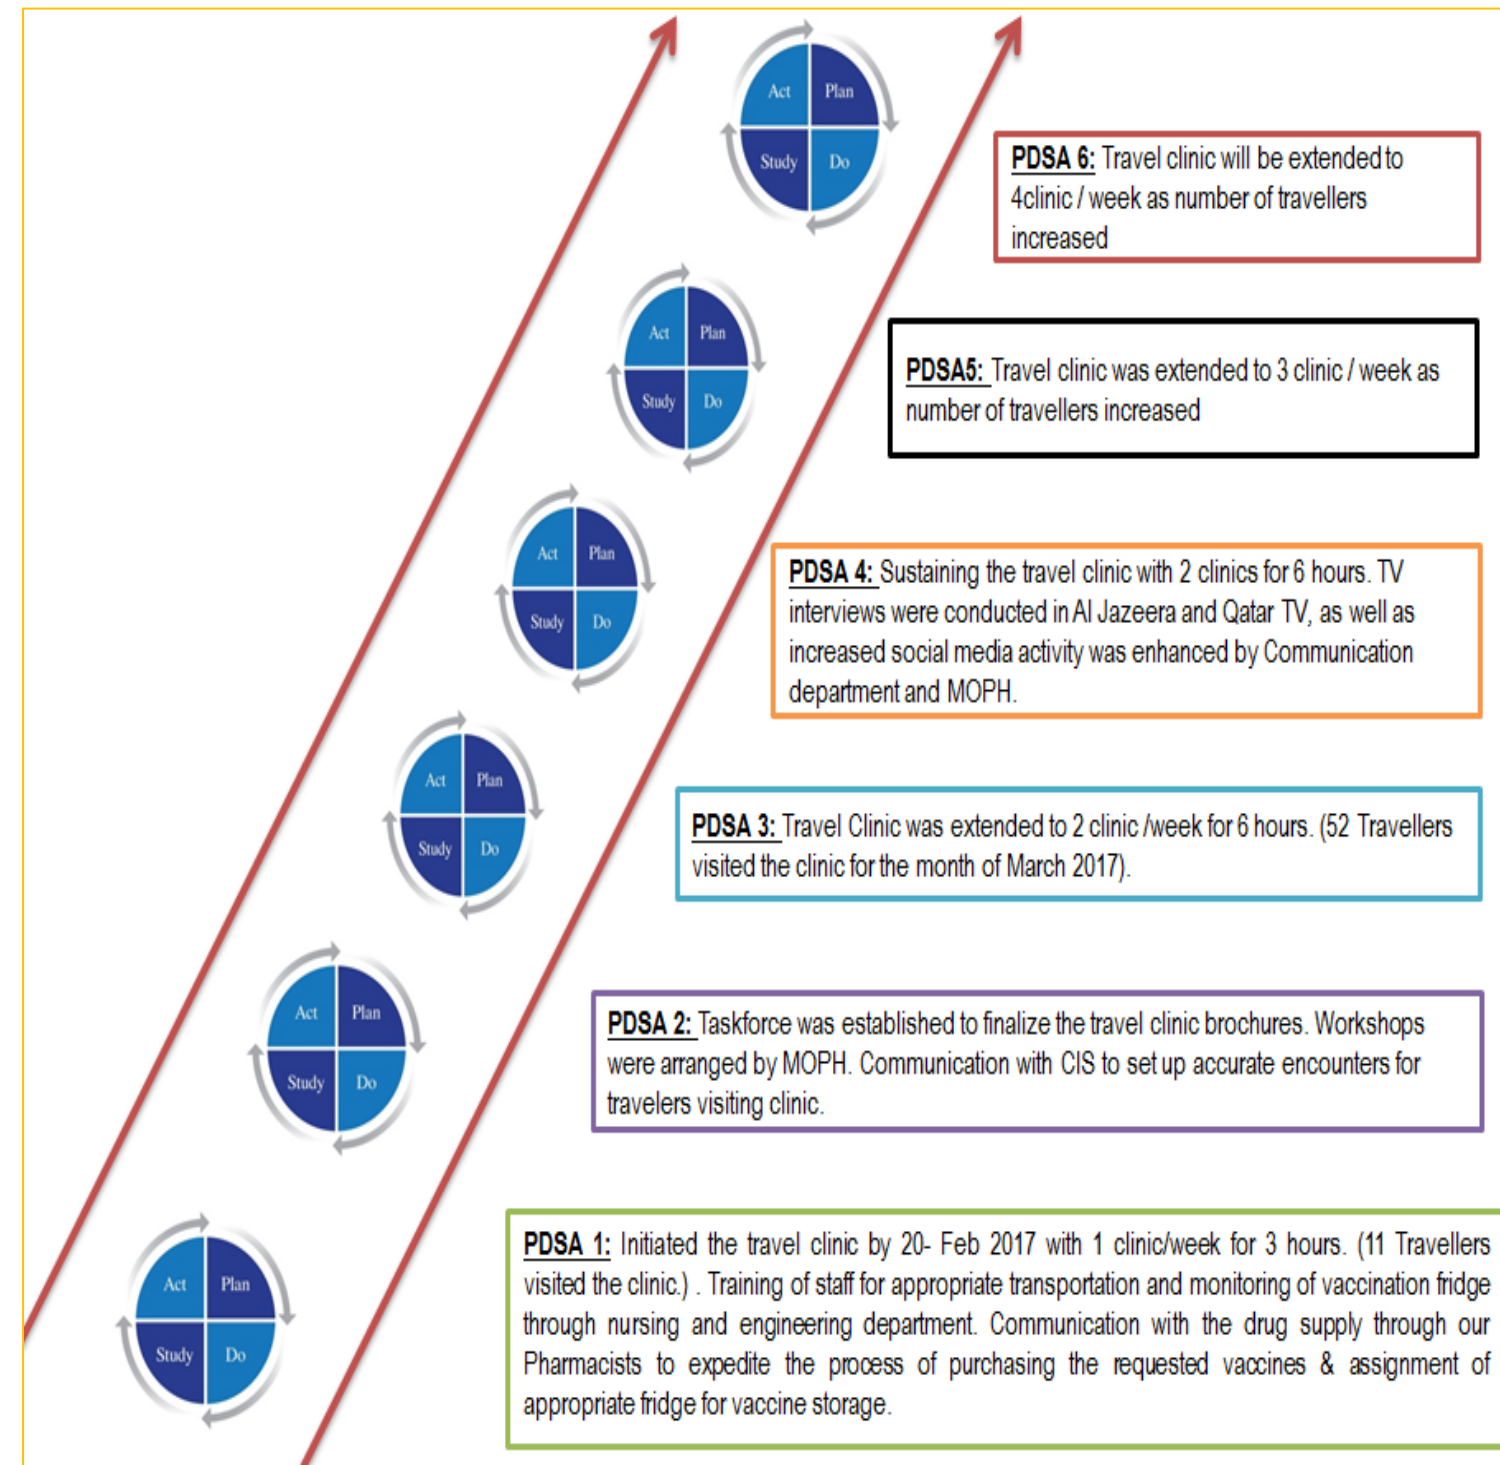 Act Plan
Study Do
PDSA 6: Travel clinic will be extended to
4clinic / week as number of travellers
increased
Act Plan
Study Do
PDSA5: Travel clinic was extended to 3 clinic / week as
number of travellers increased
Act Plan
Study Do
PDSA 4: Sustaining the travel clinic with 2 clinics for 6 hours. TV
interviews were conducted in Al Jazeera and Qatar TV, as well as
increased social media activity was enhanced by Communication
department and MOPH.
Act Plan
Study Do
PDSA 3: Travel Clinic was extended to 2 clinic /week for 6 hours. (52 Travellers
visited the clinic for the month of March 2017).
Act Plan
Study Do
PDSA 2: Taskforce was established to finalize the travel clinic brochures. Workshops
were arranged by MOPH. Communication with CIS to set up accurate encounters for
travelers visiting clinic.
Act Plan
Study Do
PDSA 1: Initiated the travel clinic by 20- Feb 2017 with 1 clinic/week for 3 hours. (11 Travellers
visited the clinic.) . Training of staff for appropriate transportation and monitoring of vaccination fridge
through nursing and engineering department. Communication with the drug supply through our
Pharmacists to expedite the process of purchasing the requested vaccines & assignment of
appropriate fridge for vaccine storage.